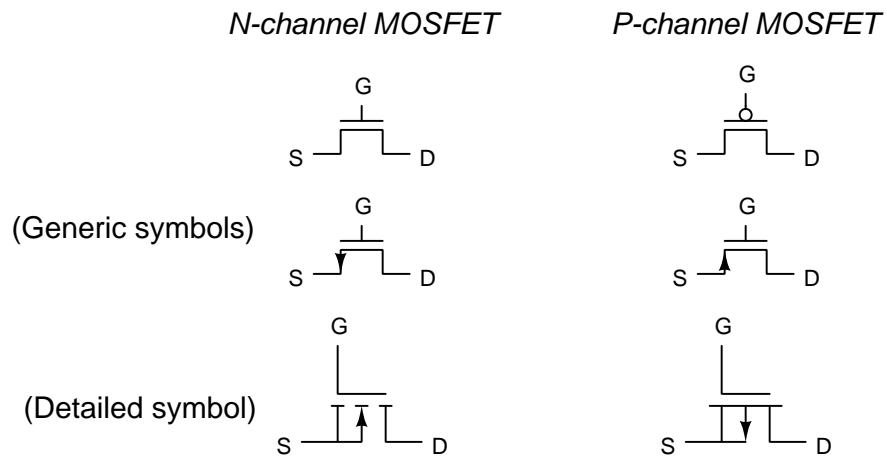 N-channel MOSFET P-channel MOSFET
G G
S D S D
G G
(Generic symbols)
S D S D
G G
(Detailed symbol)
S D S D